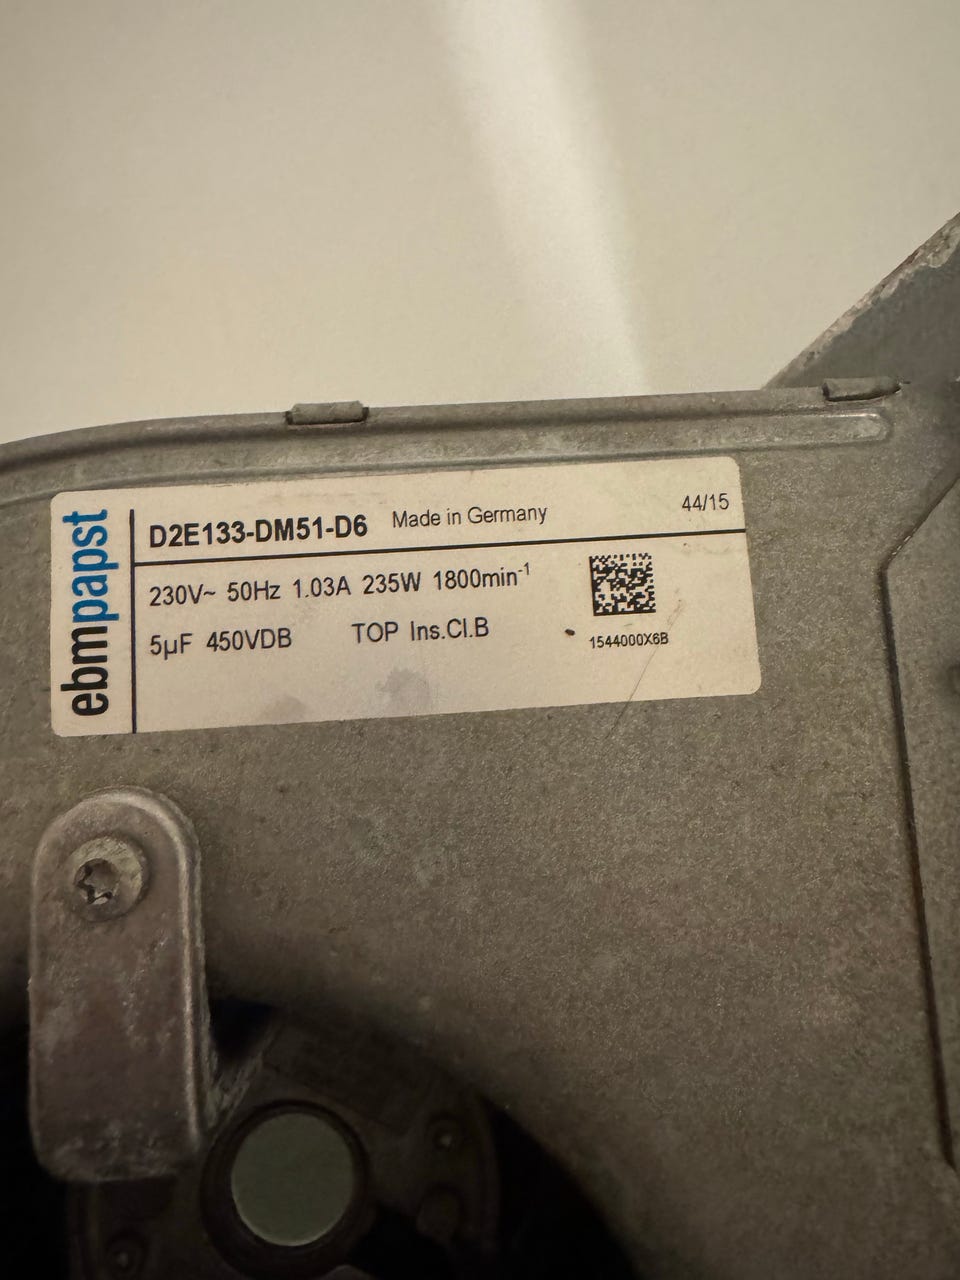 ebmpapst
D2E133-DM51-D6 Made in Germany 44/15
230V~ 50Hz 1.03A 235W 1800min⁻¹
5µF 450VDB TOP Ins.Cl.B
1544000X6B